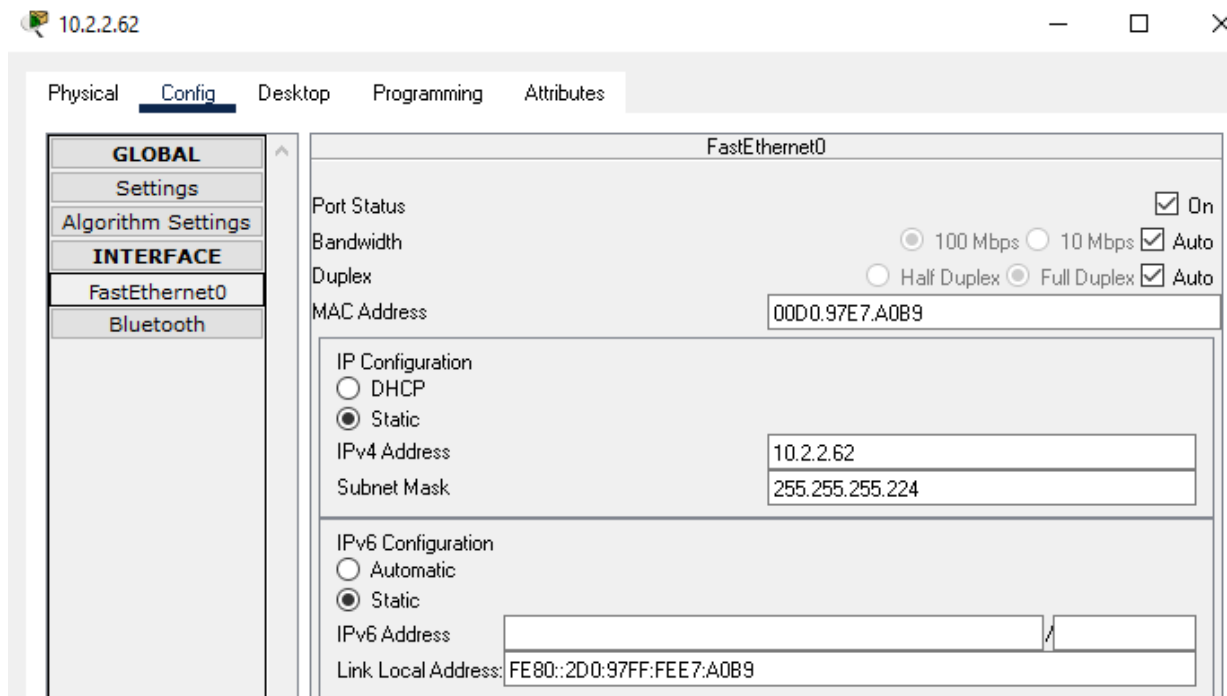 10.2.2.62
Physical Config Desktop Programming Attributes
GLOBAL
Settings
Algorithm Settings
INTERFACE
FastEthernet0
Bluetooth
FastEthernet0
Port Status On
Bandwidth 100 Mbps 10 Mbps Auto
Duplex Half Duplex Full Duplex Auto
MAC Address 00D0.97E7.A0B9
IP Configuration
DHCP
Static
IPv4 Address 10.2.2.62
Subnet Mask 255.255.255.224
IPv6 Configuration
Automatic
Static
IPv6 Address /
Link Local Address: FE80::2D0:97FF:FEE7:A0B9